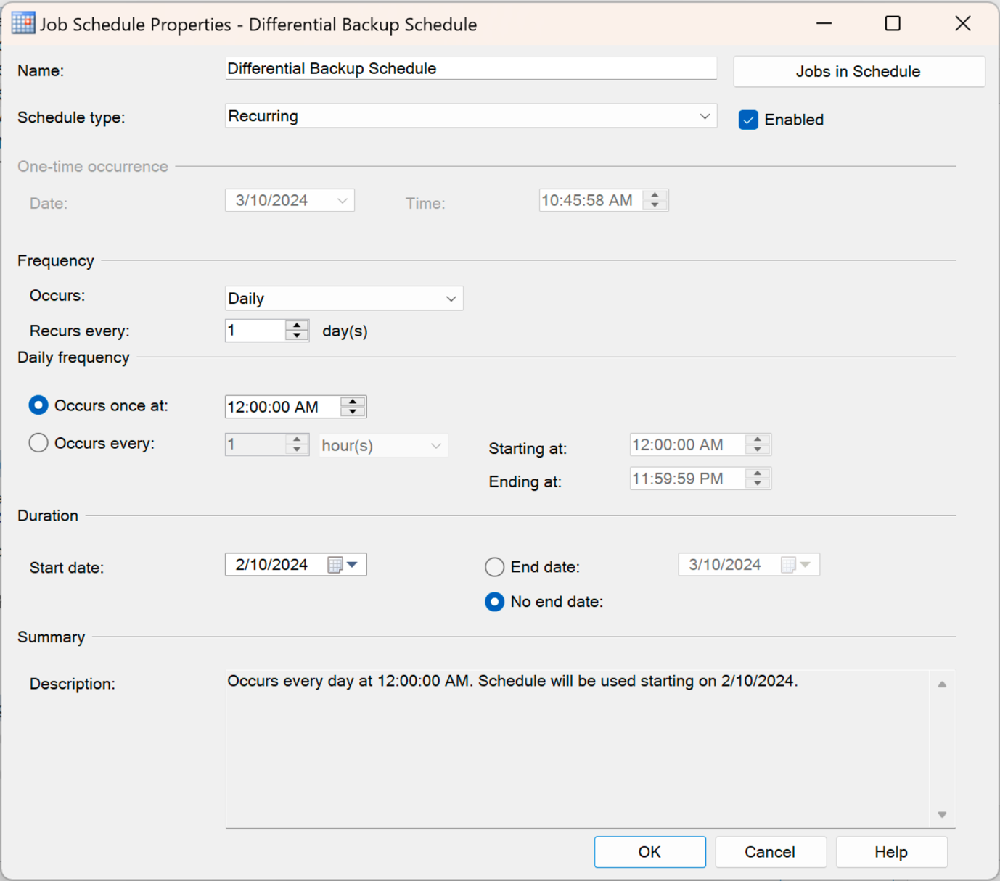 Job Schedule Properties - Differential Backup Schedule
Name: Differential Backup Schedule Jobs in Schedule
Schedule type: Recurring Enabled
One-time occurrence
Date: 3/10/2024 Time: 10:45:58 AM
Frequency
Occurs: Daily
Recurs every: 1 day(s)
Daily frequency
Occurs once at: 12:00:00 AM
Occurs every: 1 hour(s) Starting at: 12:00:00 AM
Ending at: 11:59:59 PM
Duration
Start date: 2/10/2024 End date: 3/10/2024
No end date:
Summary
Description: Occurs every day at 12:00:00 AM. Schedule will be used starting on 2/10/2024.
OK Cancel Help